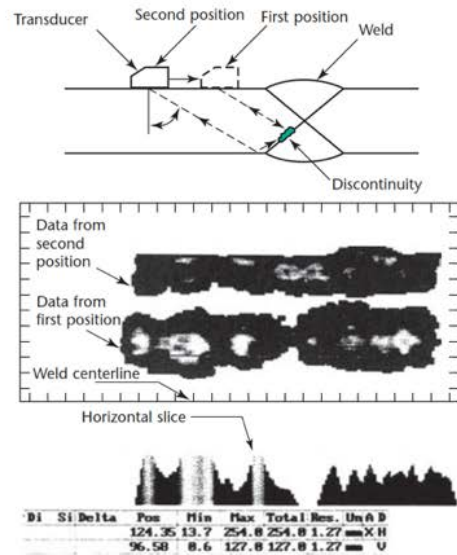 Second position
First position
Transducer
Weld
Discontinuity
Data from
second
position
Data from
first position
Weld centerline
Horizontal slice
Di Si Delta Pos Min Max Total Res. Un A D
124.35 13.7 254.0 254.0 1.27 X H
96.58 0.6 127.0 127.0 1.27 V